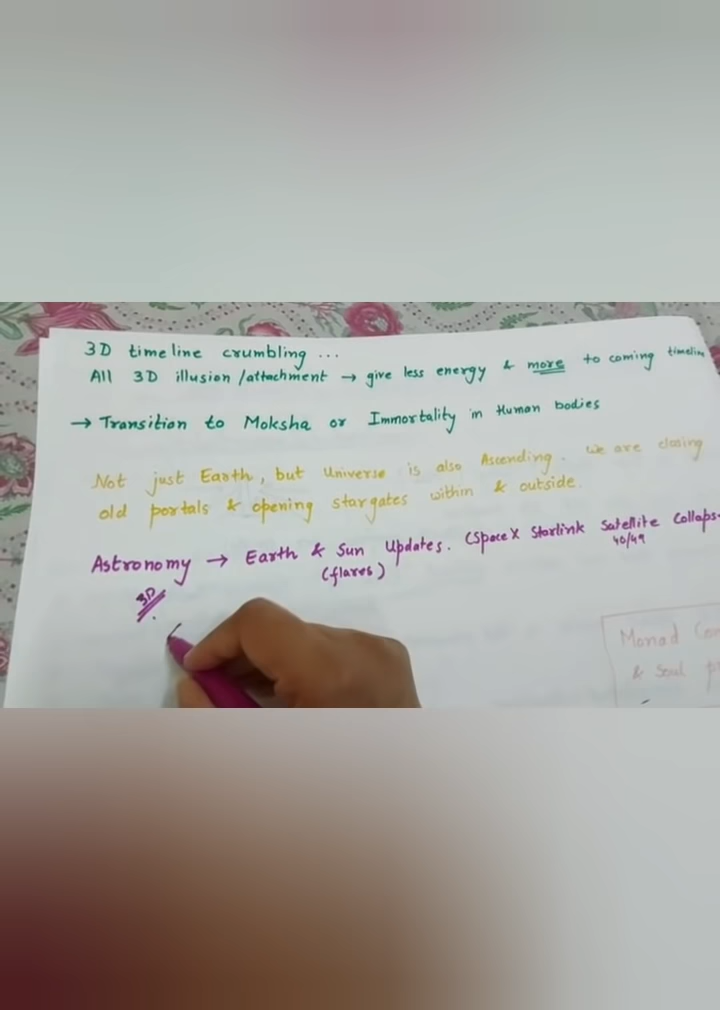 3D timeline crumbling ...
All 3D illusion/attachment → give less energy & more to coming timeline
→ Transition to Moksha or Immortality in Human bodies
Not just Earth, but Universe is also Ascending. We are closing
old portals & opening stargates within & outside.
Astronomy → Earth & Sun Updates. (SpaceX Starlink Satellite Collaps
(flares)
40/49
3D
Monad
& Soul